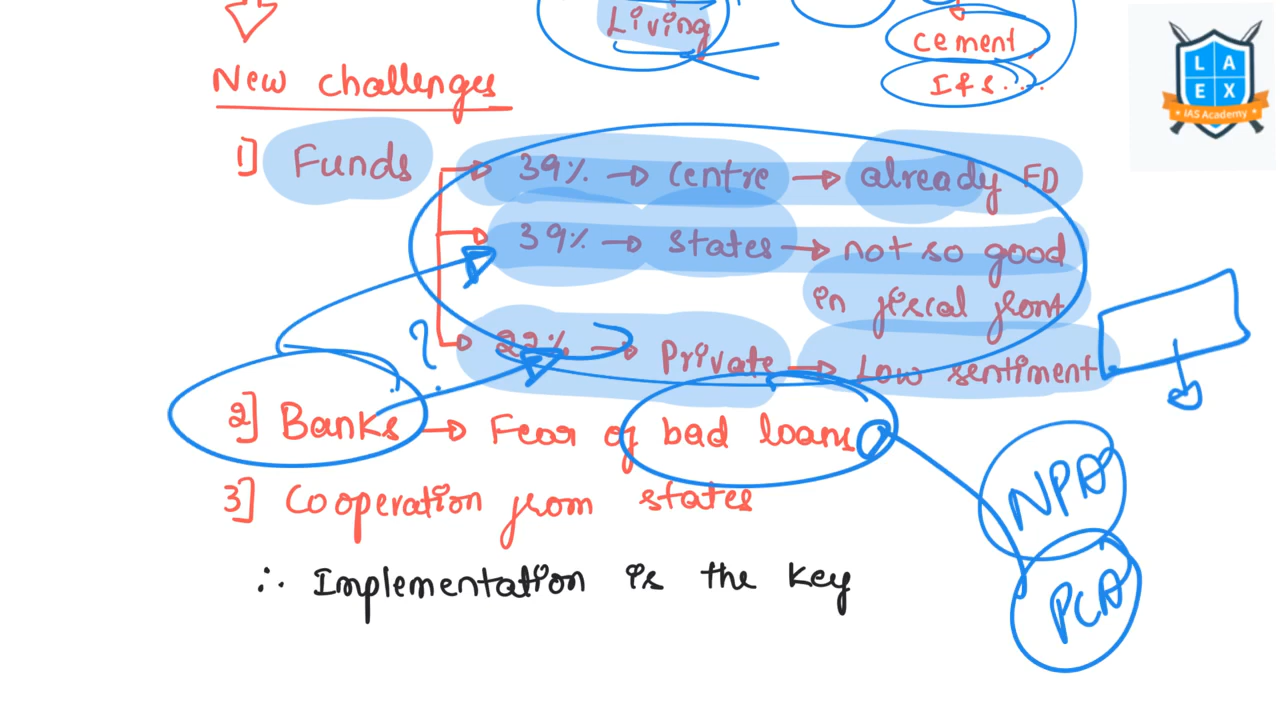 Living
cement
I & S....
New challenges
1] Funds
39% → centre → already FD
39% → states → not so good
in fiscal front
22% → Private → Low sentiment
?
2] Banks → Fear of bad loans
3] Cooperation from states
∴ Implementation is the key
NPA
PCA
L A
E X
IAS Academy